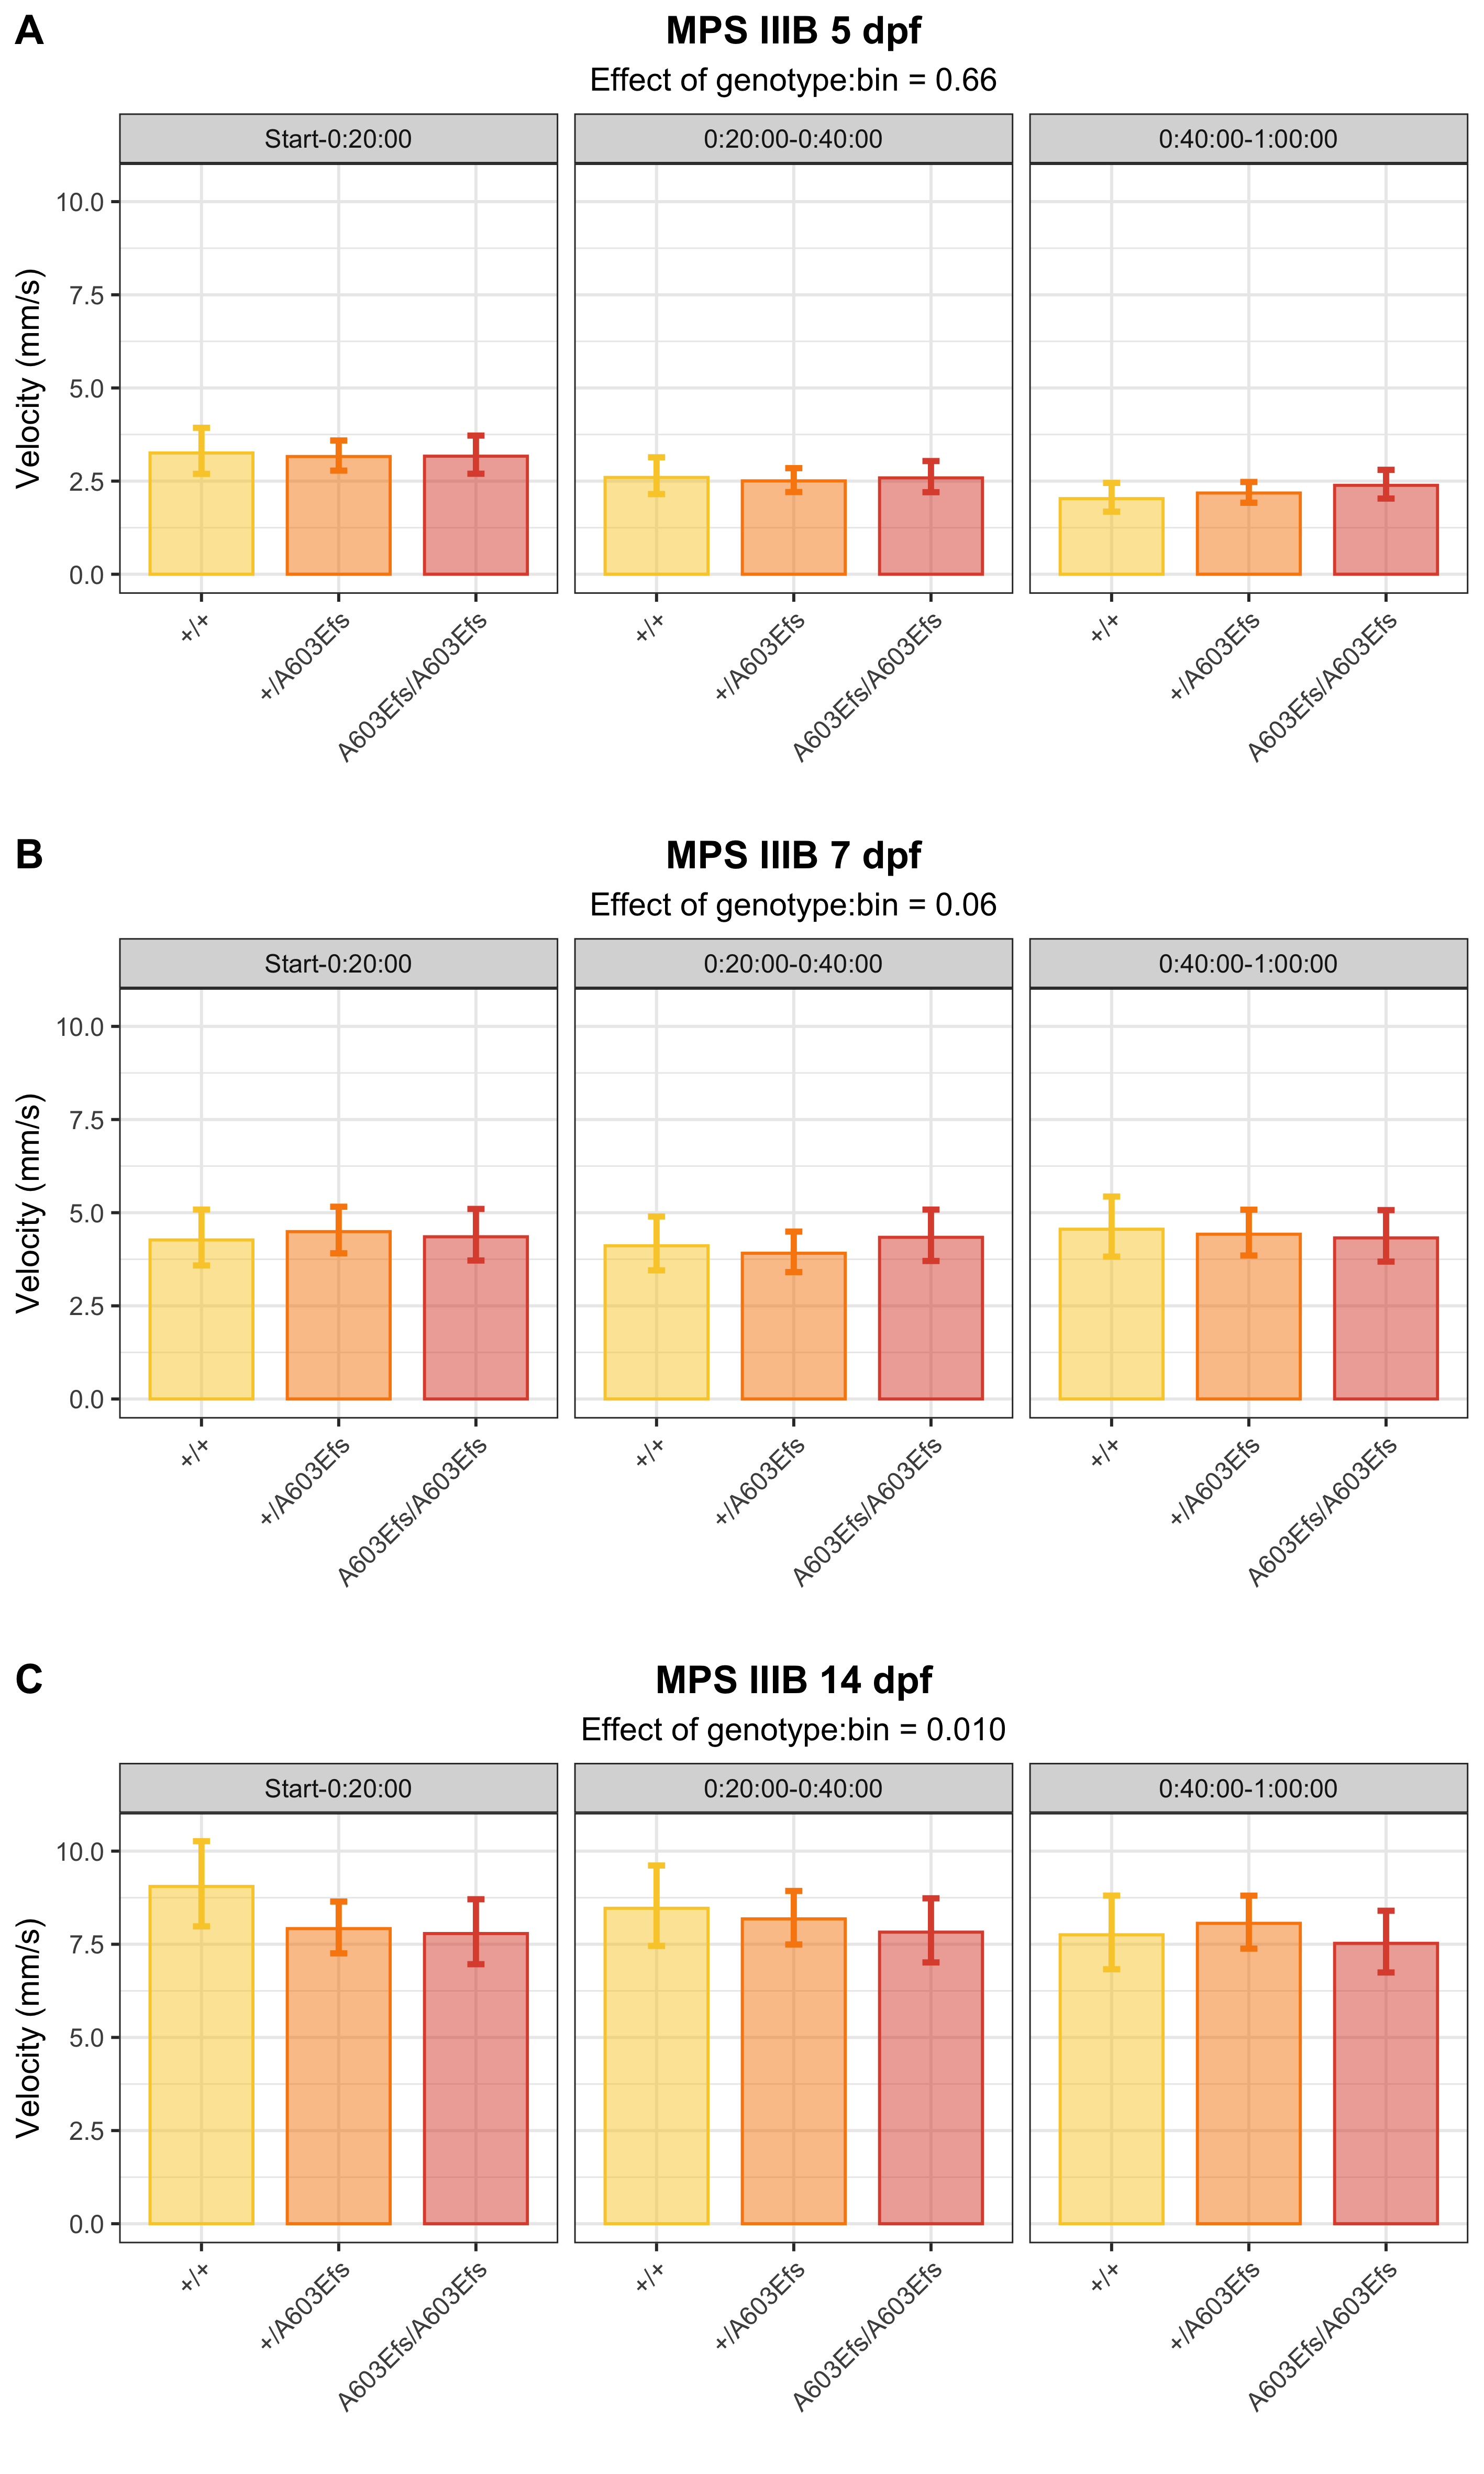 A
MPS IIIB 5 dpf
Effect of genotype:bin = 0.66
Start-0:20:00
0:20:00-0:40:00
0:40:00-1:00:00
Velocity (mm/s)
10.0
7.5
5.0
2.5
0.0
+/+
+/A603Efs
A603Efs/A603Efs
+/+
+/A603Efs
A603Efs/A603Efs
+/+
+/A603Efs
A603Efs/A603Efs
B
MPS IIIB 7 dpf
Effect of genotype:bin = 0.06
Start-0:20:00
0:20:00-0:40:00
0:40:00-1:00:00
Velocity (mm/s)
10.0
7.5
5.0
2.5
0.0
+/+
+/A603Efs
A603Efs/A603Efs
+/+
+/A603Efs
A603Efs/A603Efs
+/+
+/A603Efs
A603Efs/A603Efs
C
MPS IIIB 14 dpf
Effect of genotype:bin = 0.010
Start-0:20:00
0:20:00-0:40:00
0:40:00-1:00:00
Velocity (mm/s)
10.0
7.5
5.0
2.5
0.0
+/+
+/A603Efs
A603Efs/A603Efs
+/+
+/A603Efs
A603Efs/A603Efs
+/+
+/A603Efs
A603Efs/A603Efs